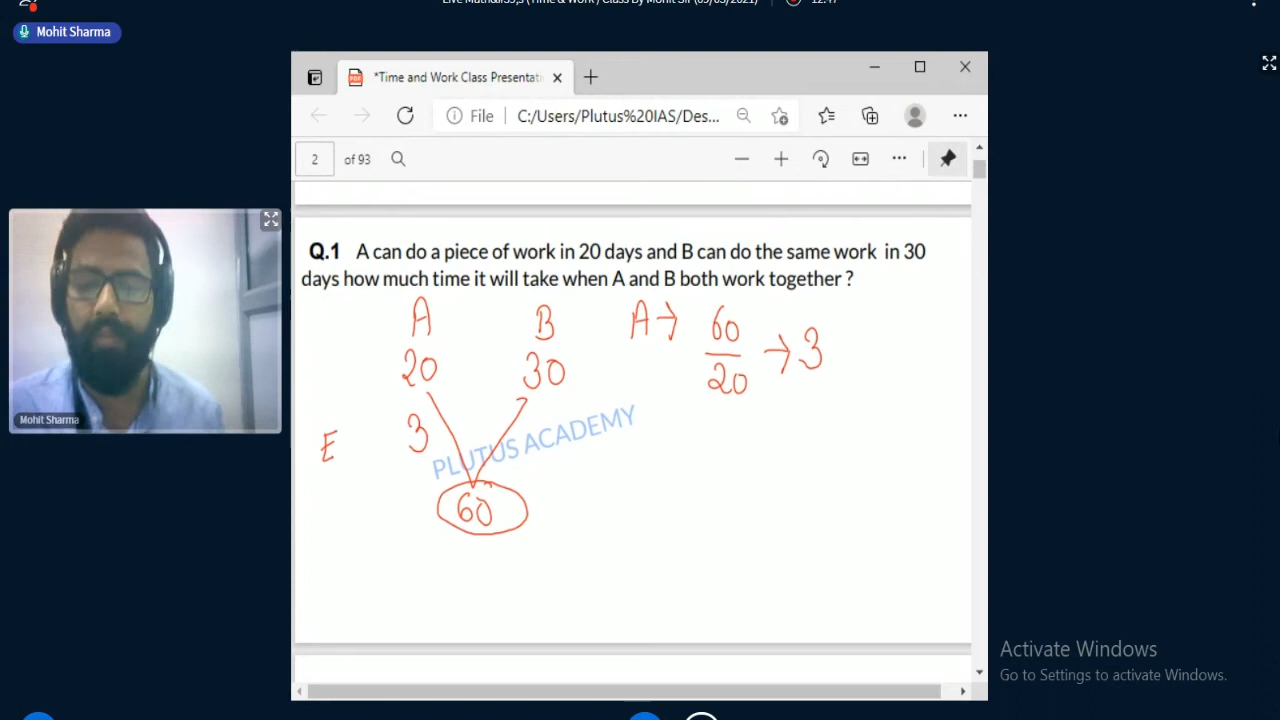 Mohit Sharma
*Time and Work Class Presentati
File C:/Users/Plutus%20IAS/Des...
2 of 93
Q.1 A can do a piece of work in 20 days and B can do the same work in 30
days how much time it will take when A and B both work together ?
A B A → 60/20 → 3
20 30
E 3
PLUTUS ACADEMY
60
Mohit Sharma
Activate Windows
Go to Settings to activate Windows.